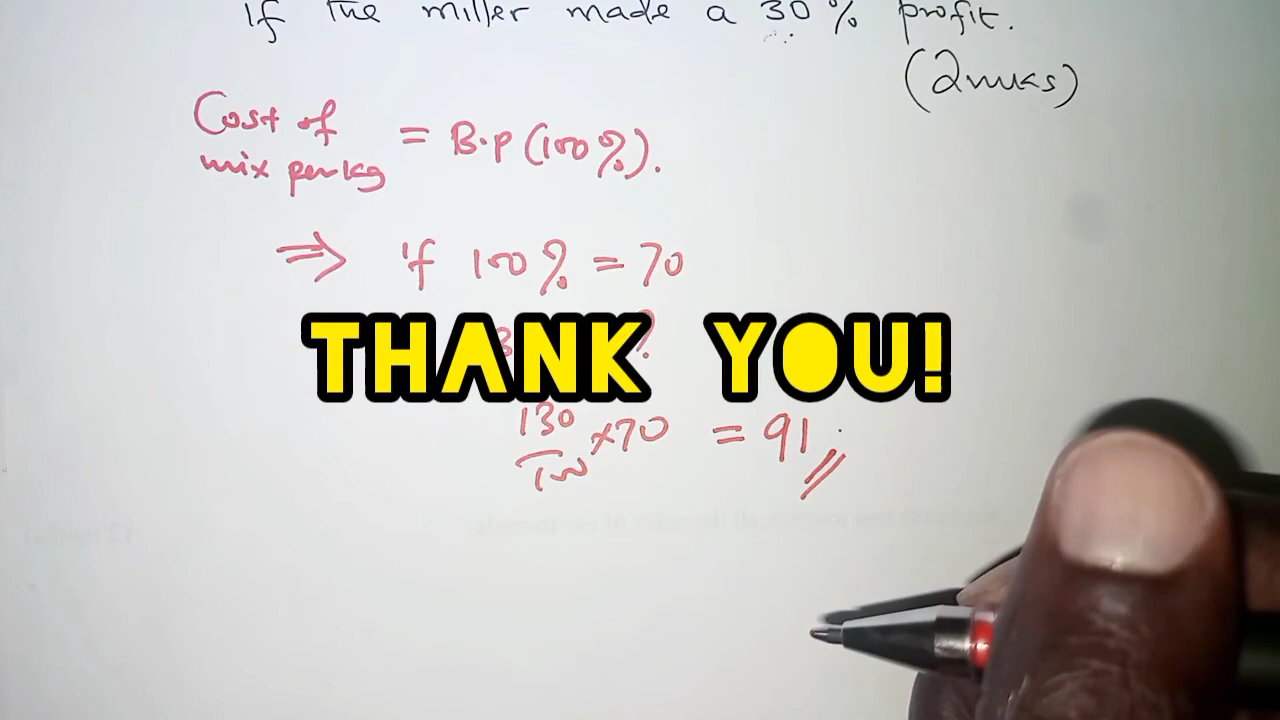 If the miller made a 30% profit.
(2mks)
Cost of
mix per kg = B.P (100%).
⇒ if 100% = 70
?
THANK YOU!
130
× 70 = 91